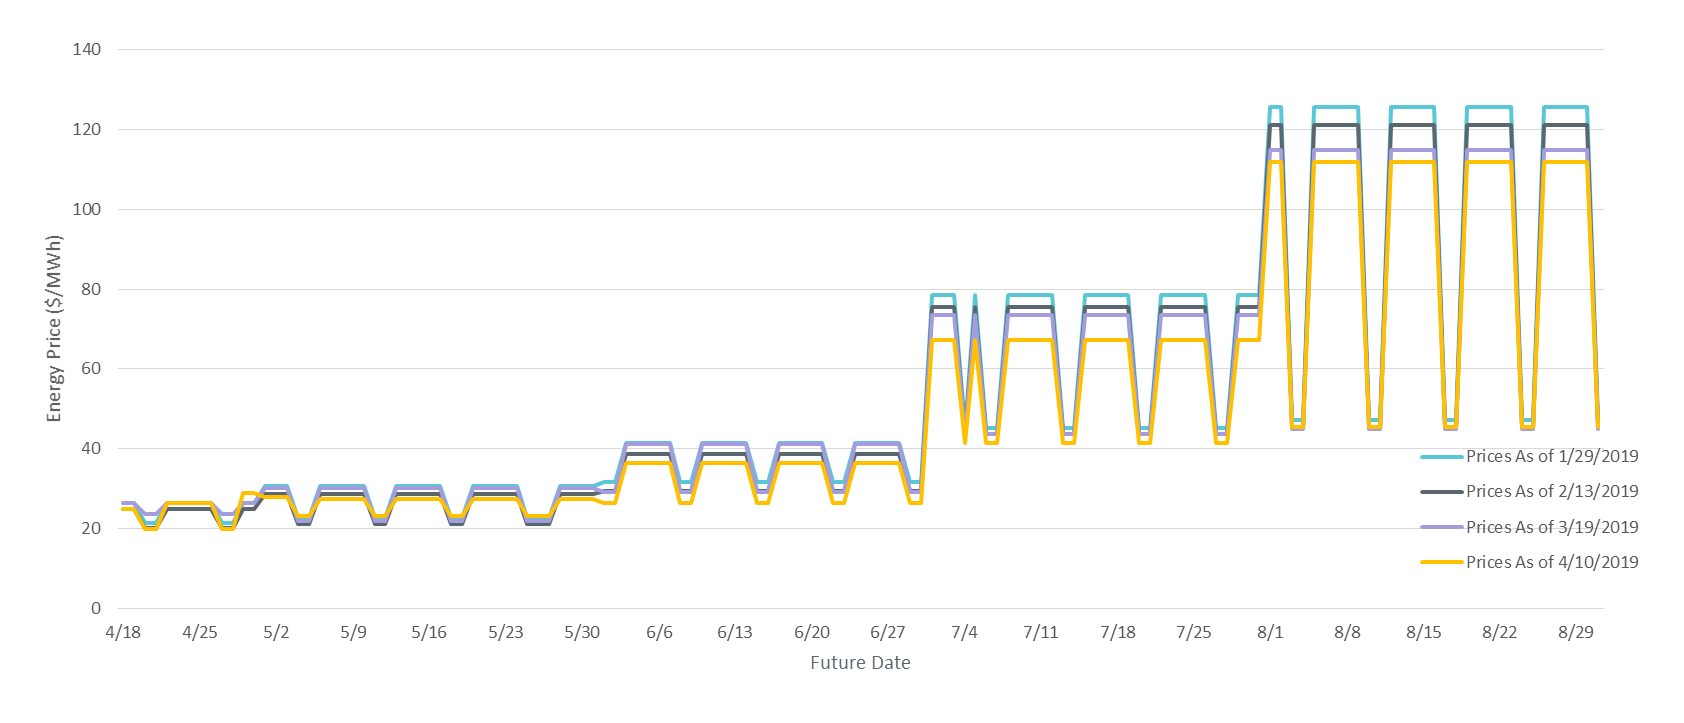 140
120
100
80
60
40
20
0
Energy Price ($/MWh)
4/18 4/25 5/2 5/9 5/16 5/23 5/30 6/6 6/13 6/20 6/27 7/4 7/11 7/18 7/25 8/1 8/8 8/15 8/22 8/29
Future Date
Prices As of 1/29/2019
Prices As of 2/13/2019
Prices As of 3/19/2019
Prices As of 4/10/2019